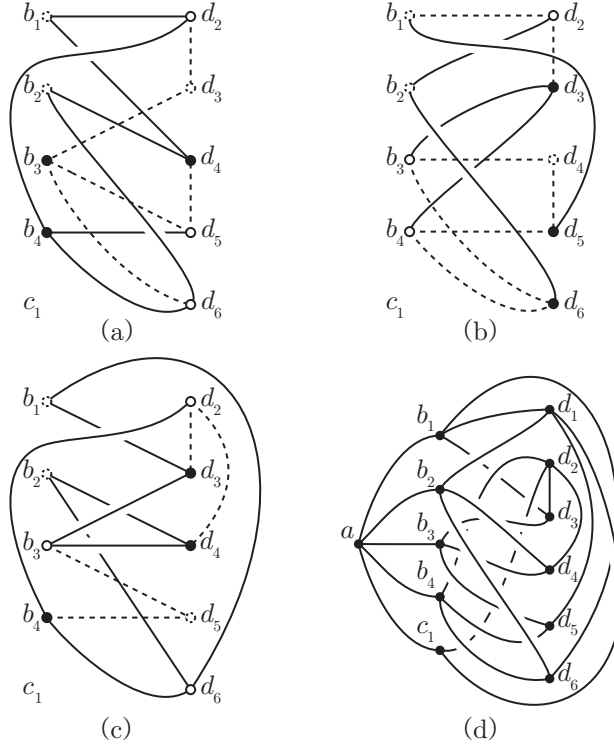 b₁ d₂ b₁ d₂
b₂ d₃ b₂ d₃
b₃ d₄ b₃ d₄
b₄ d₅ b₄ d₅
c₁ d₆ c₁ d₆
(a) (b)
b₁ d₂
b₂ d₃
b₃ d₄
b₄ d₅
c₁ d₆
(c)
b₁ d₁
b₂ d₂
d₃
a b₃
b₄ d₄
c₁ d₅
d₆
(d)